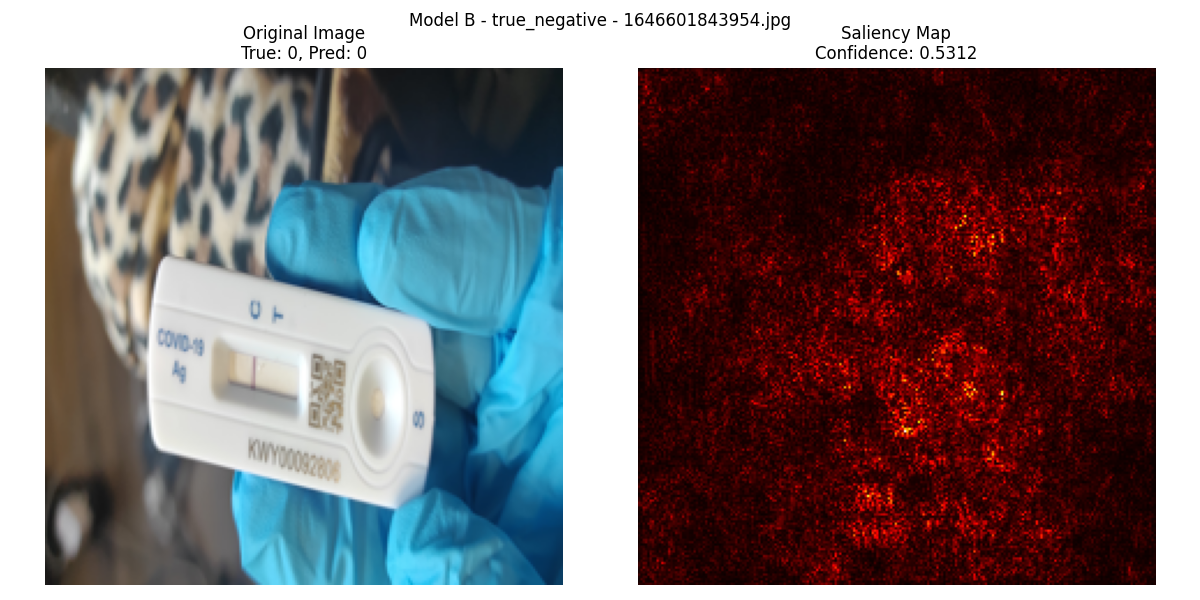 Model B - true_negative - 1646601843954.jpg
Original Image
True: 0, Pred: 0
Saliency Map
Confidence: 0.5312
C
T
COVID-19
Ag
S
KWY00092806